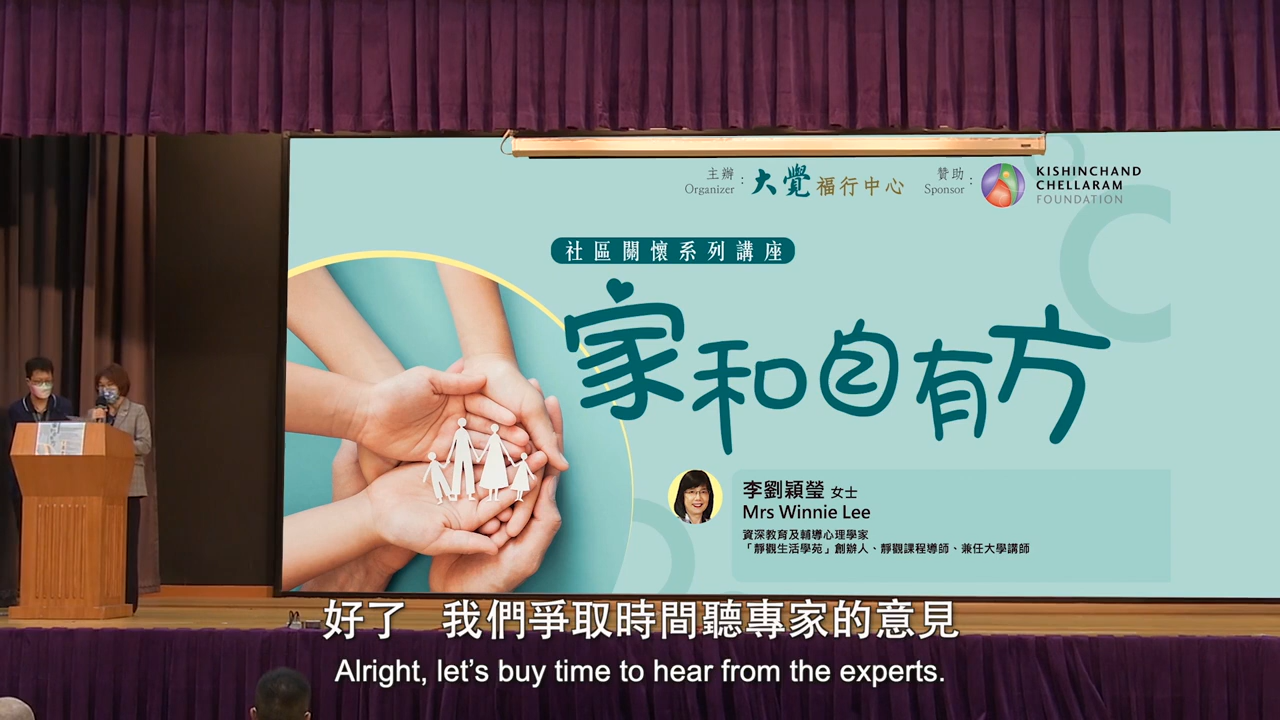 主辦
Organizer
：
大覺福行中心
贊助
Sponsor
：
KISHINCHAND
CHELLARAM
FOUNDATION
社區關懷系列講座
家和自有方
李劉穎瑩 女士
Mrs Winnie Lee
資深教育及輔導心理學家
「靜觀生活學苑」創辦人、靜觀課程導師、兼任大學講師
好了 我們爭取時間聽專家的意見
Alright, let’s buy time to hear from the experts.